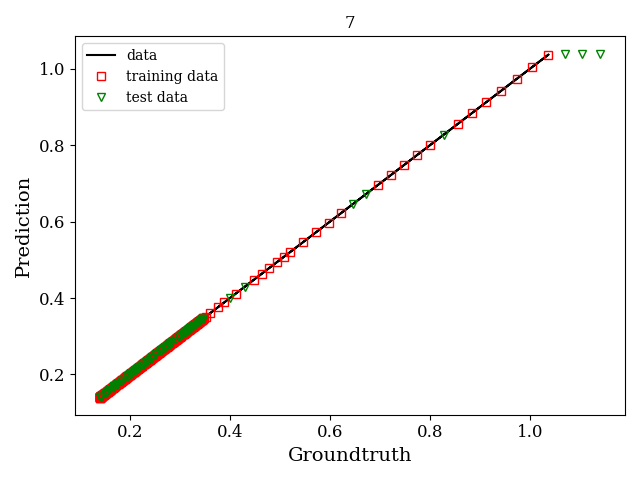 7
data
training data
test data
1.0
0.8
0.6
0.4
0.2
Prediction
0.2 0.4 0.6 0.8 1.0
Groundtruth